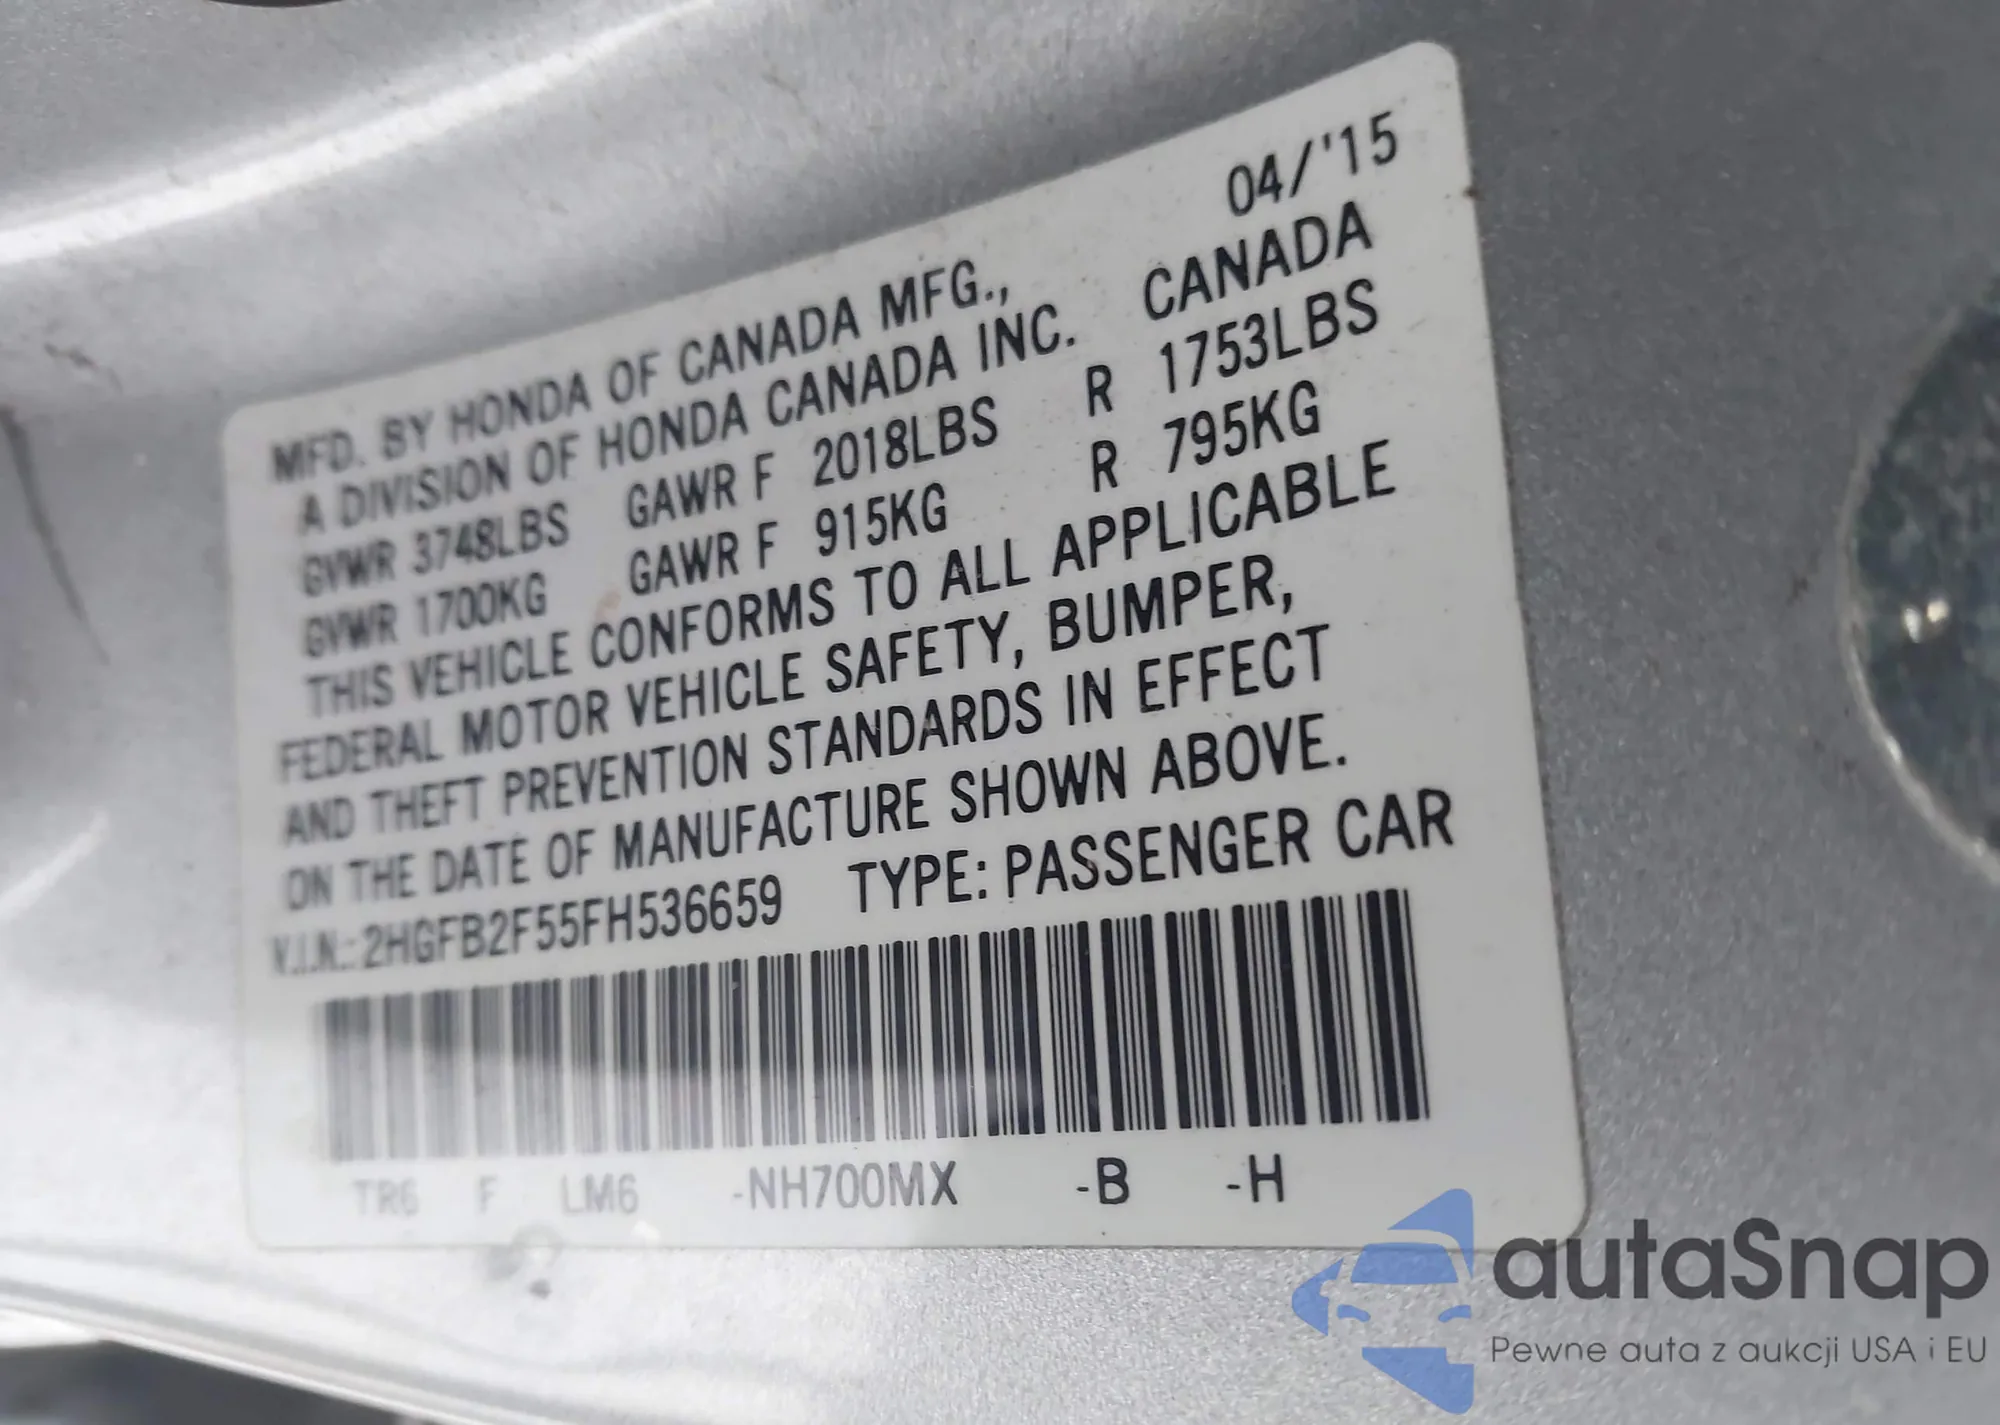 04/'15
MFD. BY HONDA OF CANADA MFG.,
A DIVISION OF HONDA CANADA INC. CANADA
GVWR 3748LBS GAWR F 2018LBS R 1753LBS
GVWR 1700KG GAWR F 915KG R 795KG
THIS VEHICLE CONFORMS TO ALL APPLICABLE
FEDERAL MOTOR VEHICLE SAFETY, BUMPER,
AND THEFT PREVENTION STANDARDS IN EFFECT
ON THE DATE OF MANUFACTURE SHOWN ABOVE.
V.I.N.: 2HGFB2F55FH536659 TYPE: PASSENGER CAR
TR6 F LM6 -NH700MX -B -H
autaSnap
Pewne auta z aukcji USA i EU